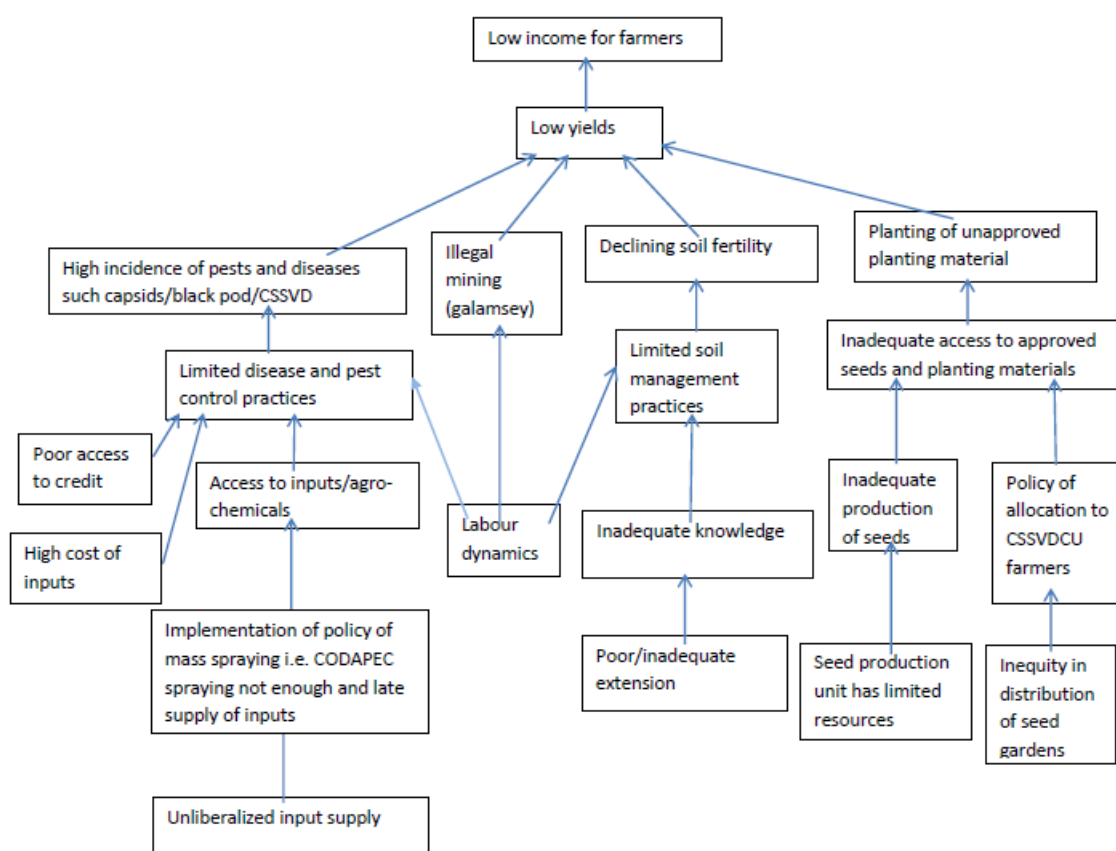 Low income for farmers
Low yields
High incidence of pests and diseases
such capsids/black pod/CSSVD
Illegal
mining
(galamsey)
Declining soil fertility
Planting of unapproved
planting material
Limited disease and pest
control practices
Limited soil
management
practices
Inadequate access to approved
seeds and planting materials
Poor access
to credit
Access to inputs/agro-
chemicals
High cost of
inputs
Labour
dynamics
Inadequate knowledge
Inadequate
production
of seeds
Policy of
allocation to
CSSVDCU
farmers
Implementation of policy of
mass spraying i.e. CODAPEC
spraying not enough and late
supply of inputs
Poor/inadequate
extension
Seed production
unit has limited
resources
Inequity in
distribution
of seed
gardens
Unliberalized input supply